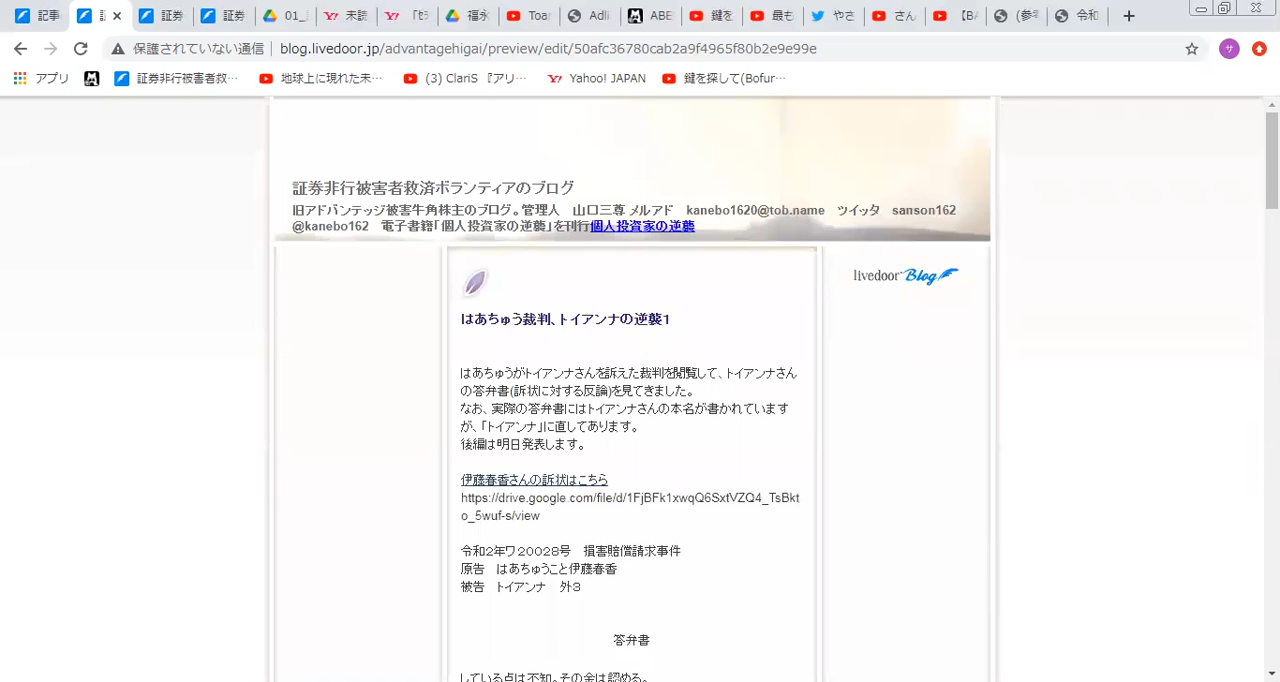 記事
証券
証券
01_
未読
「セラ
福永
Toar
Adli
ABE
鍵を
最も
やさ
さん
【BA
(参考
令和
保護されていない通信 | blog.livedoor.jp/advantagehigai/preview/edit/50afc36780cab2a9f4965f80b2e9e99e
サ
アプリ 証券非行被害者救… 地球上に現れた未… (3) ClariS 『アリ… Yahoo! JAPAN 鍵を探して(Bofur…
証券非行被害者救済ボランティアのブログ
旧アドバンテッジ被害牛角株主のブログ。管理人 山口三尊 メルアド kanebo1620@tob.name ツイッタ sanson162
@kanebo162 電子書籍「個人投資家の逆襲」を刊行個人投資家の逆襲
livedoor Blog
はあちゅう裁判、トイアンナの逆襲1
はあちゅうがトイアンナさんを訴えた裁判を閲覧して、トイアンナさん
の答弁書(訴状に対する反論)を見てきました。
なお、実際の答弁書にはトイアンナさんの本名が書かれています
が、「トイアンナ」に直してあります。
後編は明日発表します。
伊藤春香さんの訴状はこちら
https://drive.google.com/file/d/1FjBFk1xwqQ6SxtVZQ4_TsBkt
o_5wuf-s/view
令和2年ワ20028号 損害賠償請求事件
原告 はあちゅうこと伊藤春香
被告 トイアンナ 外3
答弁書
している点は不知。その余は認める。